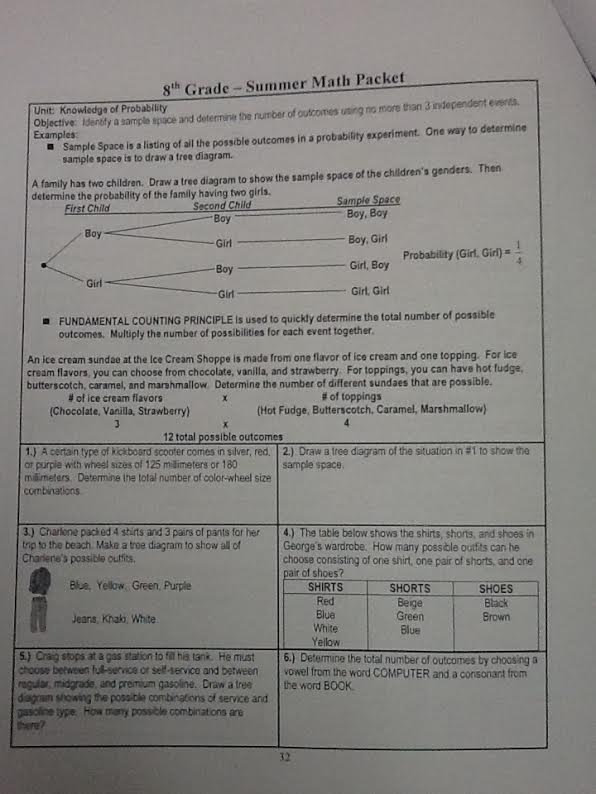 8th Grade – Summer Math Packet
Unit: Knowledge of Probability
Objective: Identify a sample space and determine the number of outcomes using no more than 3 independent events.
Examples:
■ Sample Space is a listing of all the possible outcomes in a probability experiment. One way to determine
sample space is to draw a tree diagram.
A family has two children. Draw a tree diagram to show the sample space of the children's genders. Then
determine the probability of the family having two girls.
First Child Second Child Sample Space
Boy Boy, Boy
Boy
Girl Boy, Girl
Probability (Girl, Girl) = 1/4
Boy Girl, Boy
Girl
Girl Girl, Girl
■ FUNDAMENTAL COUNTING PRINCIPLE is used to quickly determine the total number of possible
outcomes. Multiply the number of possibilities for each event together.
An ice cream sundae at the Ice Cream Shoppe is made from one flavor of ice cream and one topping. For ice
cream flavors, you can choose from chocolate, vanilla, and strawberry. For toppings, you can have hot fudge,
butterscotch, caramel, and marshmallow. Determine the number of different sundaes that are possible.
# of ice cream flavors x # of toppings
(Chocolate, Vanilla, Strawberry) (Hot Fudge, Butterscotch, Caramel, Marshmallow)
3 x 4
12 total possible outcomes
1.) A certain type of kickboard scooter comes in silver, red,
or purple with wheel sizes of 125 millimeters or 180
millimeters. Determine the total number of color-wheel size
combinations.
2.) Draw a tree diagram of the situation in #1 to show the
sample space.
3.) Charlene packed 4 shirts and 3 pairs of pants for her
trip to the beach. Make a tree diagram to show all of
Charlene's possible outfits.
Blue, Yellow, Green, Purple
Jeans, Khaki, White
4.) The table below shows the shirts, shorts, and shoes in
George's wardrobe. How many possible outfits can he
choose consisting of one shirt, one pair of shorts, and one
pair of shoes?
SHIRTS SHORTS SHOES
Red Beige Black
Blue Green Brown
White Blue
Yellow
5.) Craig stops at a gas station to fill his tank. He must
choose between full-service or self-service and between
regular, midgrade, and premium gasoline. Draw a tree
diagram showing the possible combinations of service and
gasoline type. How many possible combinations are
there?
6.) Determine the total number of outcomes by choosing a
vowel from the word COMPUTER and a consonant from
the word BOOK.
32